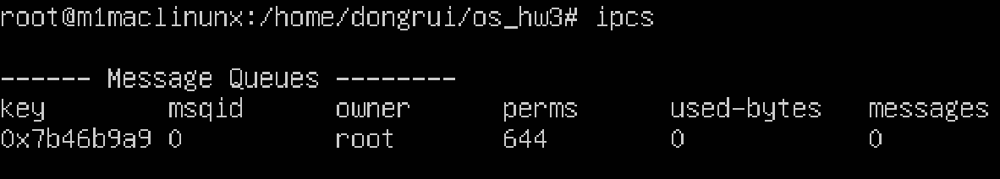 root@m1maclinunx:/home/dongrui/os_hw3# ipcs
------ Message Queues --------
key msqid owner perms used-bytes messages
0x7b46b9a9 0 root 644 0 0